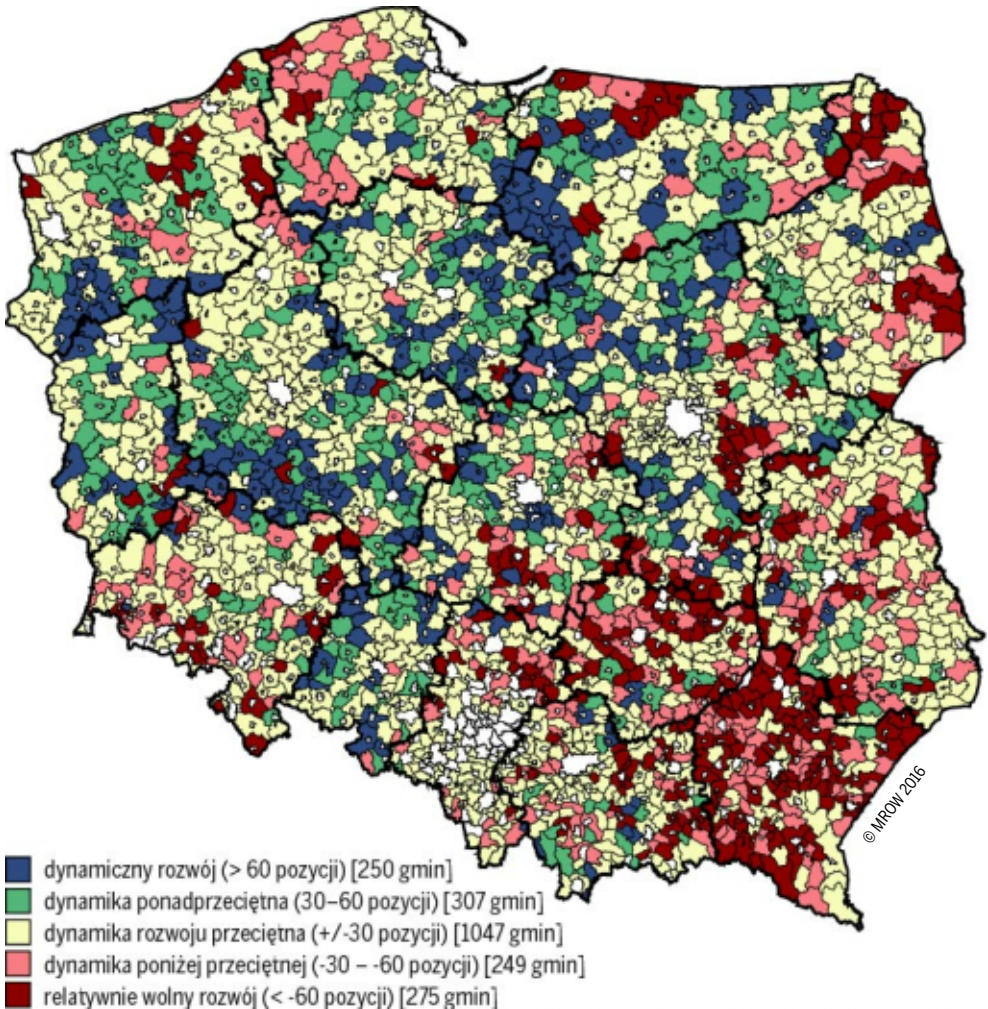 © MROW 2016
dynamiczny rozwój (> 60 pozycji) [250 gmin]
dynamika ponadprzeciętna (30–60 pozycji) [307 gmin]
dynamika rozwoju przeciętna (+/-30 pozycji) [1047 gmin]
dynamika poniżej przeciętnej (-30 – -60 pozycji) [249 gmin]
relatywnie wolny rozwój (< -60 pozycji) [275 gmin]